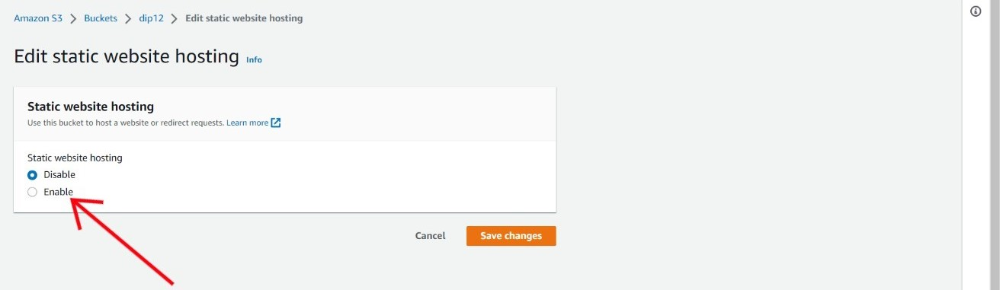 Amazon S3 > Buckets > dip12 > Edit static website hosting
Edit static website hosting Info
Static website hosting
Use this bucket to host a website or redirect requests. Learn more
Static website hosting
Disable
Enable
Cancel Save changes